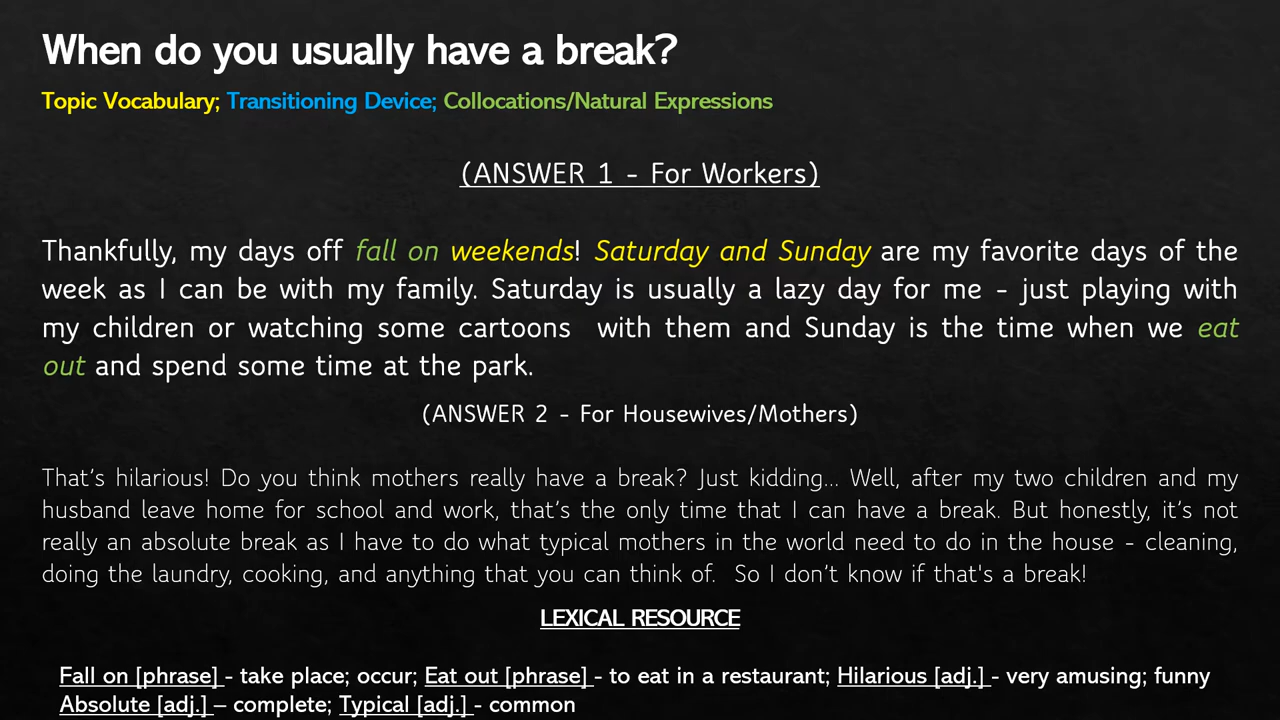 When do you usually have a break?
Topic Vocabulary; Transitioning Device; Collocations/Natural Expressions
(ANSWER 1 - For Workers)
Thankfully, my days off fall on weekends! Saturday and Sunday are my favorite days of the
week as I can be with my family. Saturday is usually a lazy day for me - just playing with
my children or watching some cartoons  with them and Sunday is the time when we eat
out and spend some time at the park.
(ANSWER 2 - For Housewives/Mothers)
That's hilarious! Do you think mothers really have a break? Just kidding... Well, after my two children and my
husband leave home for school and work, that's the only time that I can have a break. But honestly, it's not
really an absolute break as I have to do what typical mothers in the world need to do in the house - cleaning,
doing the laundry, cooking, and anything that you can think of.  So I don't know if that's a break!
LEXICAL RESOURCE
Fall on [phrase] - take place; occur; Eat out [phrase] - to eat in a restaurant; Hilarious [adj.] - very amusing; funny
Absolute [adj.] – complete; Typical [adj.] - common